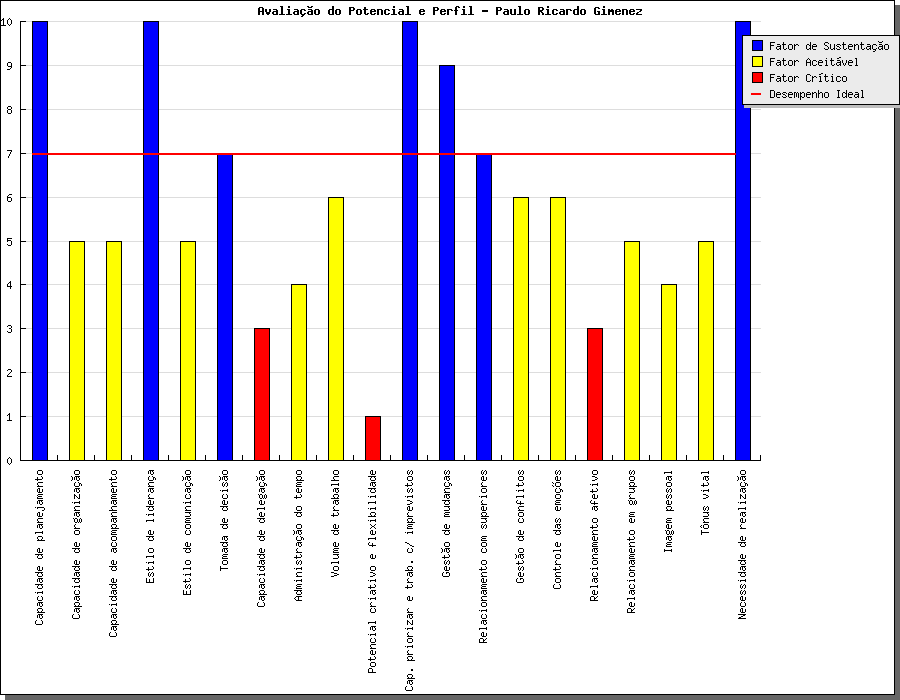 Avaliação do Potencial e Perfil - Paulo Ricardo Gimenez
Fator de Sustentação
Fator Aceitável
Fator Crítico
Desempenho Ideal
10
9
8
7
6
5
4
3
2
1
0
Capacidade de planejamento
Capacidade de organização
Capacidade de acompanhamento
Estilo de liderança
Estilo de comunicação
Tomada de decisão
Capacidade de delegação
Administração do tempo
Volume de trabalho
Potencial criativo e flexibilidade
Cap. priorizar e trab. c/ imprevistos
Gestão de mudanças
Relacionamento com superiores
Gestão de conflitos
Controle das emoções
Relacionamento afetivo
Relacionamento em grupos
Imagem pessoal
Tônus vital
Necessidade de realização